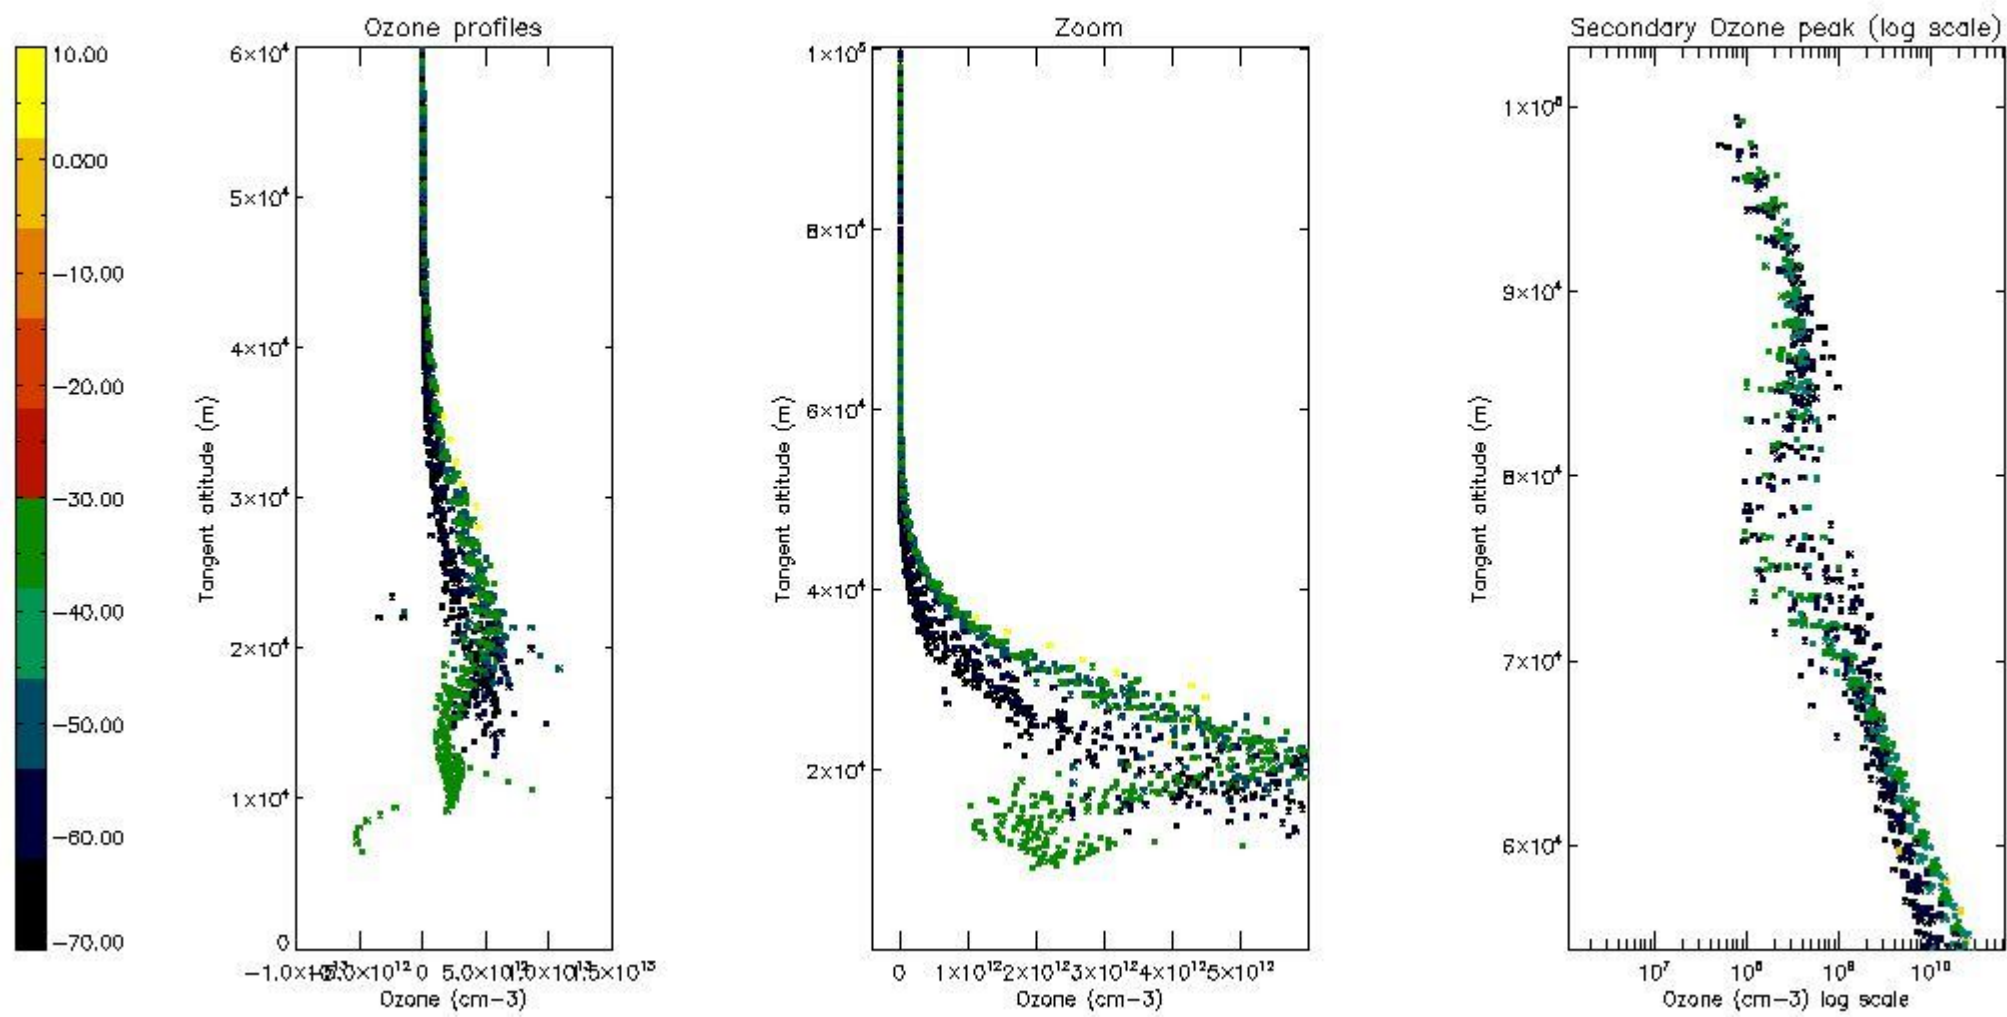 Ozone profiles
Zoom
Secondary Ozone peak (log scale)
10.00
0.000
−10.00
−20.00
−30.00
−40.00
−50.00
−60.00
−70.00
Tangent altitude (m)
6×10⁴
5×10⁴
4×10⁴
3×10⁴
2×10⁴
1×10⁴
0
0
Ozone (cm−3)
Tangent altitude (m)
1×10⁵
8×10⁴
6×10⁴
4×10⁴
2×10⁴
0 1×10¹² 2×10¹² 3×10¹² 4×10¹² 5×10¹²
Ozone (cm−3)
Tangent altitude (m)
9×10⁴
8×10⁴
7×10⁴
6×10⁴
10⁷ 10⁸ 10⁹ 10¹⁰
Ozone (cm−3) log scale